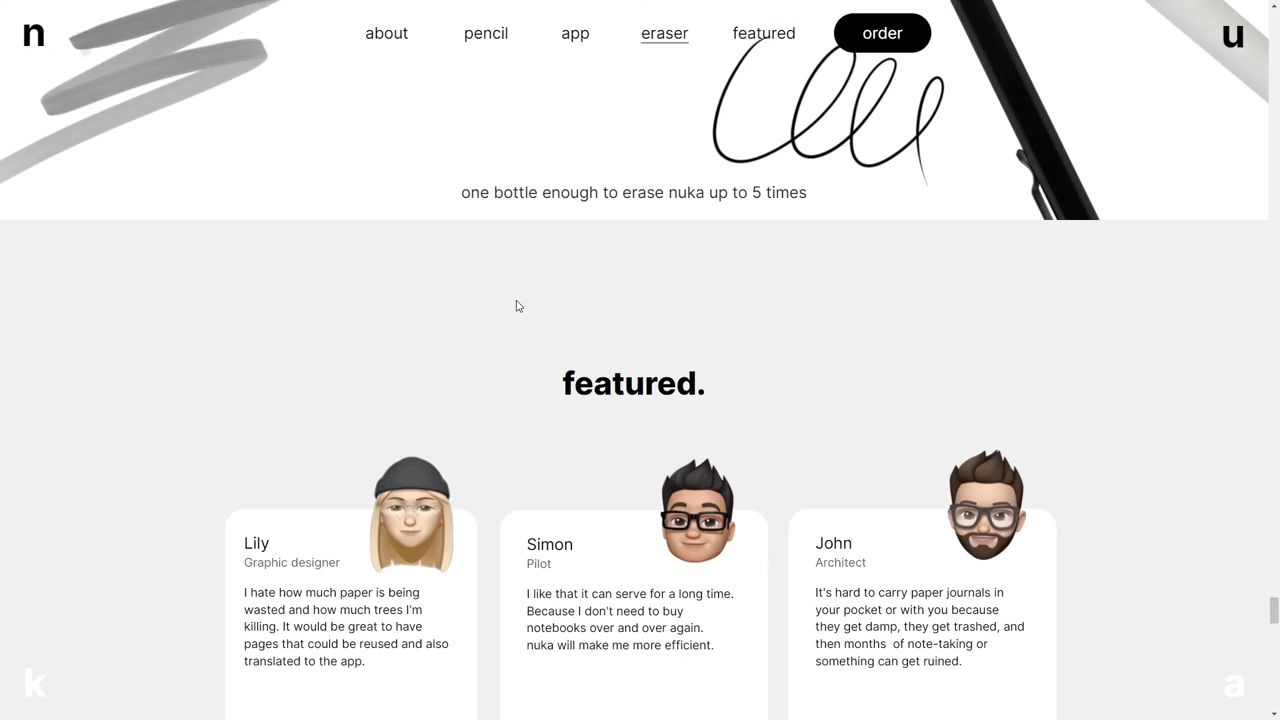 n
about
pencil
app
eraser
featured
order
u
one bottle enough to erase nuka up to 5 times
featured.
Lily
Graphic designer
I hate how much paper is being
wasted and how much trees I'm
killing. It would be great to have
pages that could be reused and also
translated to the app.
Simon
Pilot
I like that it can serve for a long time.
Because I don't need to buy
notebooks over and over again.
nuka will make me more efficient.
John
Architect
It's hard to carry paper journals in
your pocket or with you because
they get damp, they get trashed, and
then months  of note-taking or
something can get ruined.
k
a